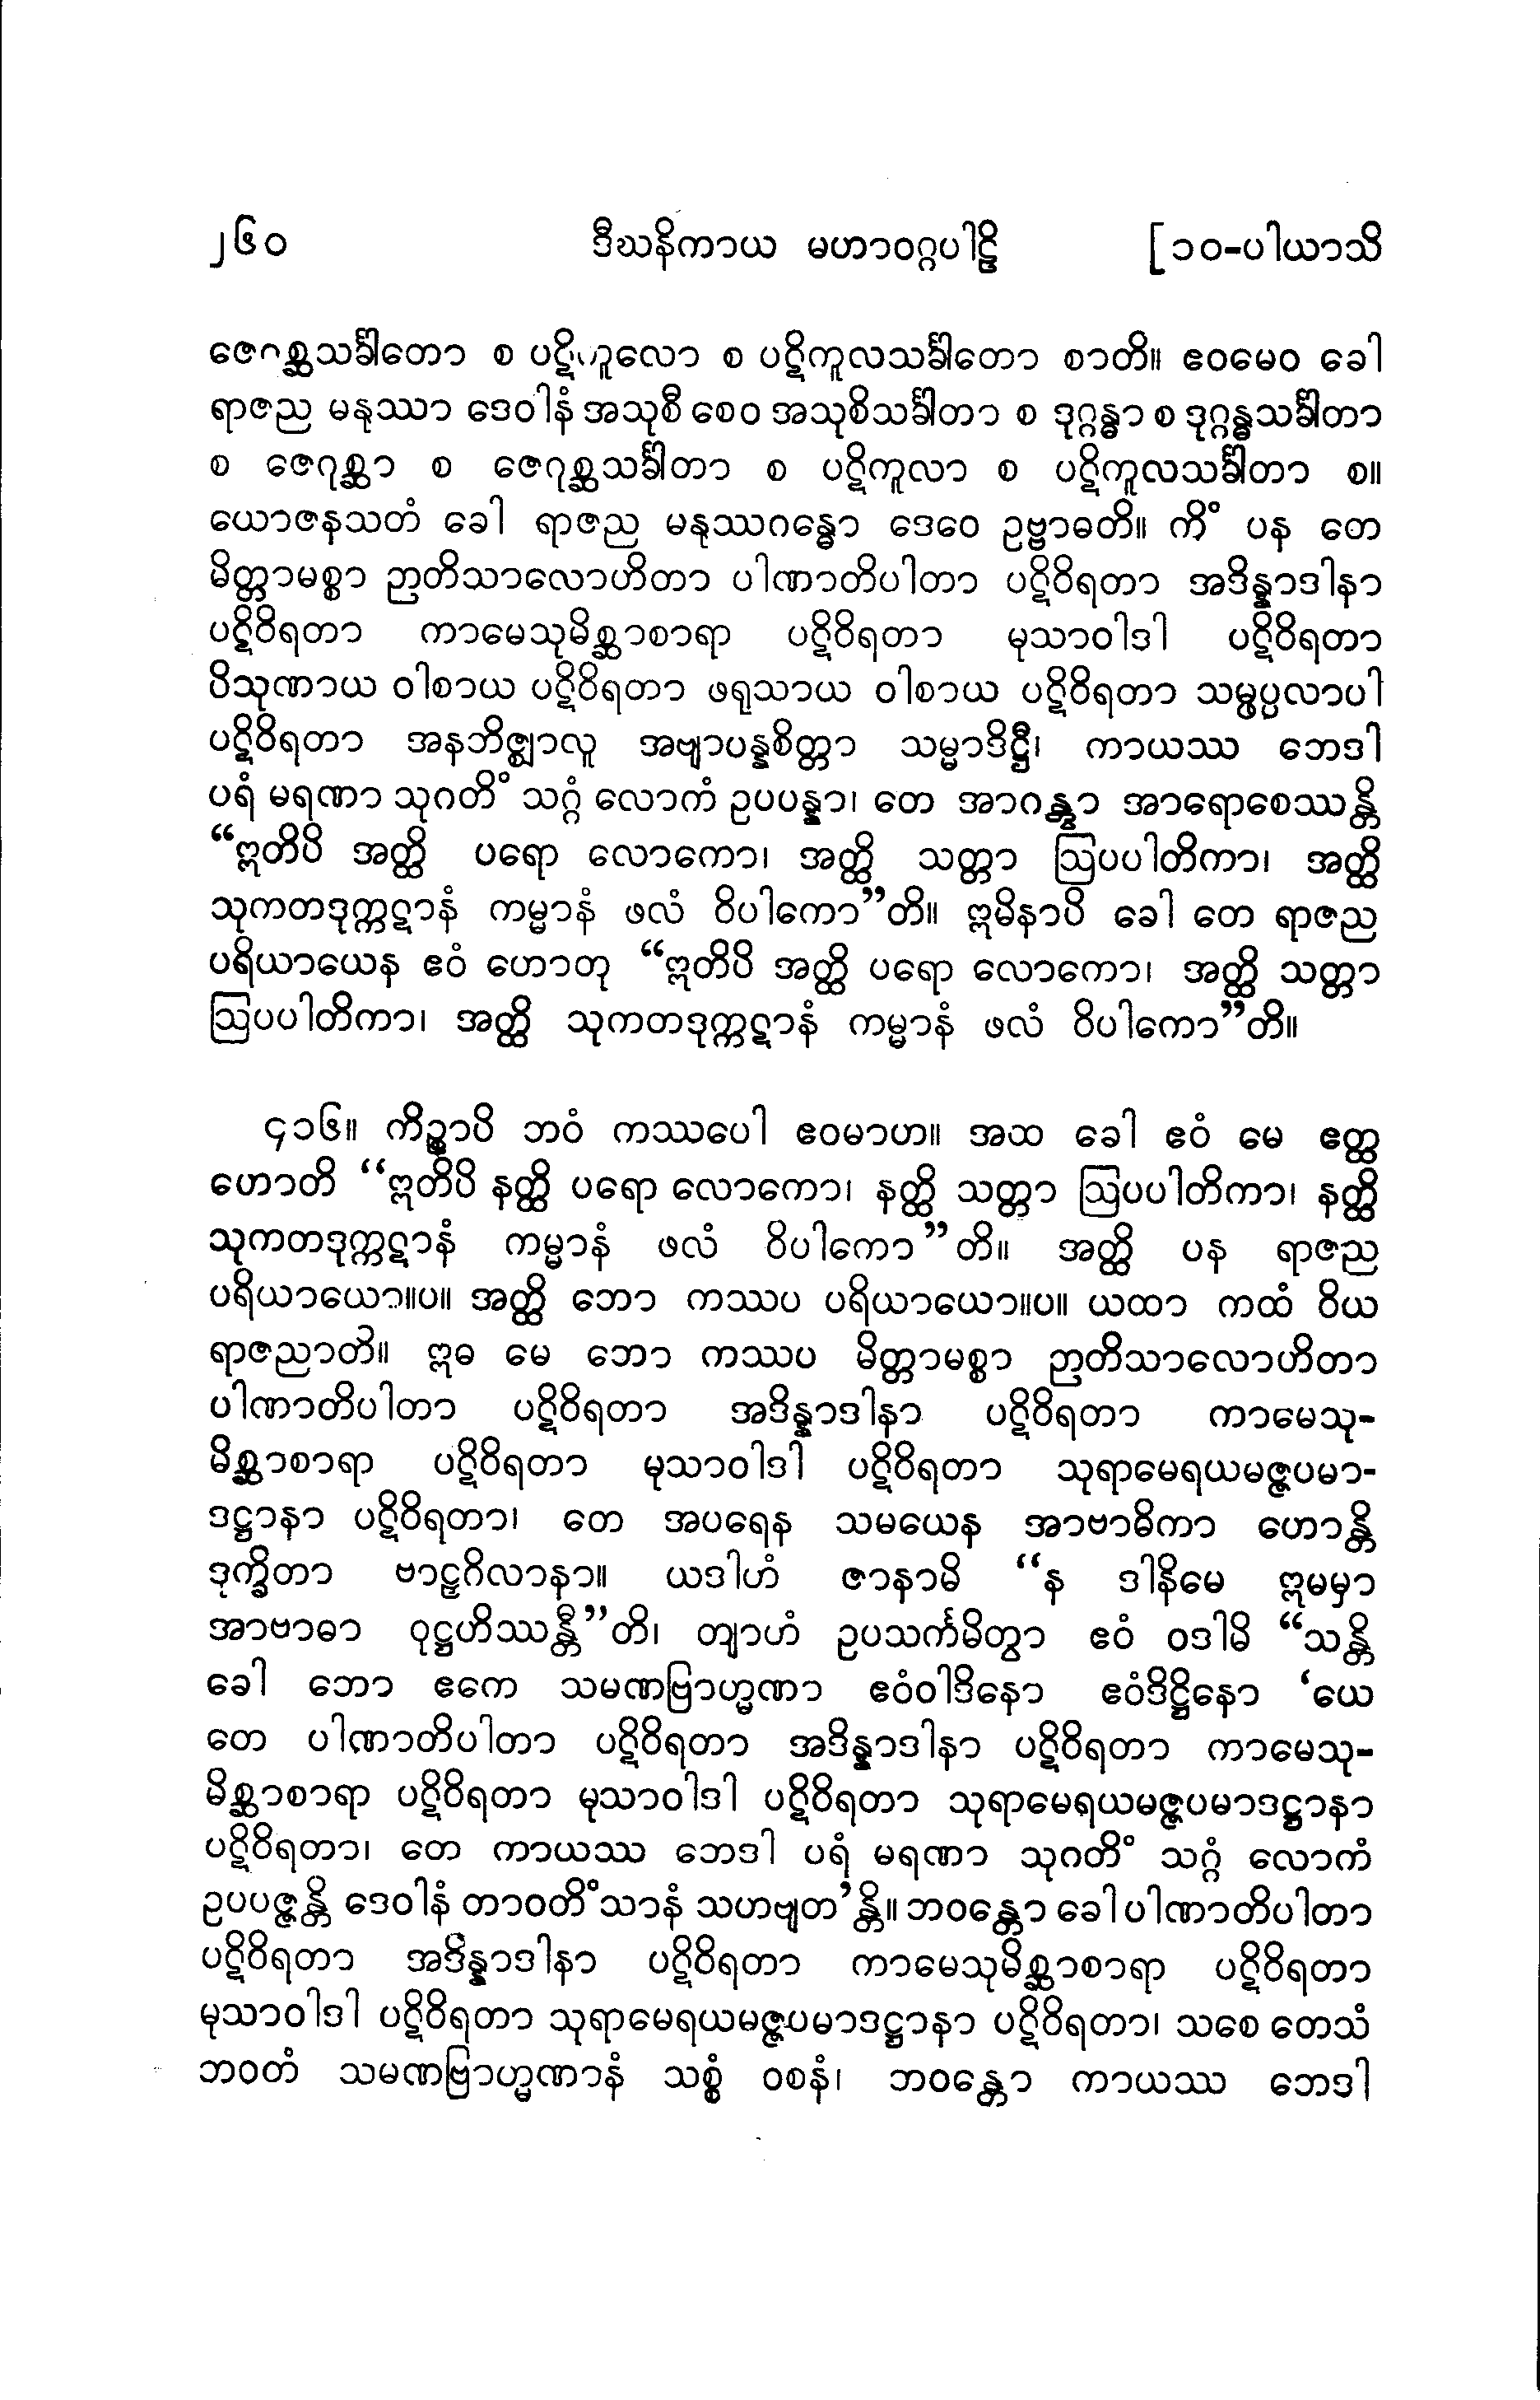 ၂၆၀ ဒီဃနိကာယ မဟာဝဂ္ဂပါဠိ [၁၀-ပါယာသိ
ဇေဂုစ္ဆသင်္ခါတော စ ပဋိကူလော စ ပဋိကူလသင်္ခါတော စာတိ။ ဧဝမေဝ ခေါ
ရာဇည မနုဿာ ဒေဝါနံ အသုစီ စေဝ အသုစိသင်္ခါတာ စ ဒုဂ္ဂန္ဓာ စ ဒုဂ္ဂန္ဓသင်္ခါတာ
စ ဇေဂုစ္ဆာ စ ဇေဂုစ္ဆသင်္ခါတာ စ ပဋိကူလာ စ ပဋိကူလသင်္ခါတာ စ။
ယောဇနသတံ ခေါ ရာဇည မနုဿဂန္ဓော ဒေဝေ ဥဗ္ဗာဓတိ။ ကိံ ပန တေ
မိတ္တာမစ္စာ ဉာတိသာလောဟိတာ ပါဏာတိပါတာ ပဋိဝိရတာ အဒိန္နာဒါနာ
ပဋိဝိရတာ ကာမေသုမိစ္ဆာစာရာ ပဋိဝိရတာ မုသာဝါဒါ ပဋိဝိရတာ
ပိသုဏာယ ဝါစာယ ပဋိဝိရတာ ဖရုသာယ ဝါစာယ ပဋိဝိရတာ သမ္ဖပ္ပလာပါ
ပဋိဝိရတာ အနဘိဇ္ဈာလူ အဗျာပန္နစိတ္တာ သမ္မာဒိဋ္ဌီ၊ ကာယဿ ဘေဒါ
ပရံ မရဏာ သုဂတိံ သဂ္ဂံ လောကံ ဥပပန္နာ၊ တေ အာဂန္တွာ အာရောစေဿန္တိ
“ဣတိပိ အတ္ထိ ပရော လောကော၊ အတ္ထိ သတ္တာ ဩပပါတိကာ၊ အတ္ထိ
သုကတဒုက္ကဋာနံ ကမ္မာနံ ဖလံ ဝိပါကော”တိ။ ဣမိနာပိ ခေါ တေ ရာဇည
ပရိယာယေန ဧဝံ ဟောတု “ဣတိပိ အတ္ထိ ပရော လောကော၊ အတ္ထိ သတ္တာ
ဩပပါတိကာ၊ အတ္ထိ သုကတဒုက္ကဋာနံ ကမ္မာနံ ဖလံ ဝိပါကော”တိ။
၄၁၆။ ကိဉ္စာပိ ဘဝံ ကဿပေါ ဧဝမာဟ။ အထ ခေါ ဧဝံ မေ ဧတ္ထ
ဟောတိ “ဣတိပိ နတ္ထိ ပရော လောကော၊ နတ္ထိ သတ္တာ ဩပပါတိကာ၊ နတ္ထိ
သုကတဒုက္ကဋာနံ ကမ္မာနံ ဖလံ ဝိပါကော”တိ။ အတ္ထိ ပန ရာဇည
ပရိယာယော။ပ။ အတ္ထိ ဘော ကဿပ ပရိယာယော။ပ။ ယထာ ကထံ ဝိယ
ရာဇညာတိ။ ဣဓ မေ ဘော ကဿပ မိတ္တာမစ္စာ ဉာတိသာလောဟိတာ
ပါဏာတိပါတာ ပဋိဝိရတာ အဒိန္နာဒါနာ ပဋိဝိရတာ ကာမေသု-
မိစ္ဆာစာရာ ပဋိဝိရတာ မုသာဝါဒါ ပဋိဝိရတာ သုရာမေရယမဇ္ဇပမာ-
ဒဋ္ဌာနာ ပဋိဝိရတာ၊ တေ အပရေန သမယေန အာဗာဓိကာ ဟောန္တိ
ဒုက္ခိတာ ဗာဠှဂိလာနာ။ ယဒါဟံ ဇာနာမိ “န ဒါနိမေ ဣမမှာ
အာဗာဓာ ဝုဋ္ဌဟိဿန္တီ”တိ၊ တျာဟံ ဥပသင်္ကမိတွာ ဧဝံ ဝဒါမိ “သန္တိ
ခေါ ဘော ဧကေ သမဏဗြာဟ္မဏာ ဧဝံဝါဒိနော ဧဝံဒိဋ္ဌိနော ‘ယေ
တေ ပါဏာတိပါတာ ပဋိဝိရတာ အဒိန္နာဒါနာ ပဋိဝိရတာ ကာမေသု-
မိစ္ဆာစာရာ ပဋိဝိရတာ မုသာဝါဒါ ပဋိဝိရတာ သုရာမေရယမဇ္ဇပမာဒဋ္ဌာနာ
ပဋိဝိရတာ၊ တေ ကာယဿ ဘေဒါ ပရံ မရဏာ သုဂတိံ သဂ္ဂံ လောကံ
ဥပပဇ္ဇန္တိ ဒေဝါနံ တာဝတိံသာနံ သဟဗျတ’န္တိ။ ဘဝန္တော ခေါ ပါဏာတိပါတာ
ပဋိဝိရတာ အဒိန္နာဒါနာ ပဋိဝိရတာ ကာမေသုမိစ္ဆာစာရာ ပဋိဝိရတာ
မုသာဝါဒါ ပဋိဝိရတာ သုရာမေရယမဇ္ဇပမာဒဋ္ဌာနာ ပဋိဝိရတာ၊ သစေ တေသံ
ဘဝတံ သမဏဗြာဟ္မဏာနံ သစ္စံ ဝစနံ၊ ဘဝန္တော ကာယဿ ဘေဒါ